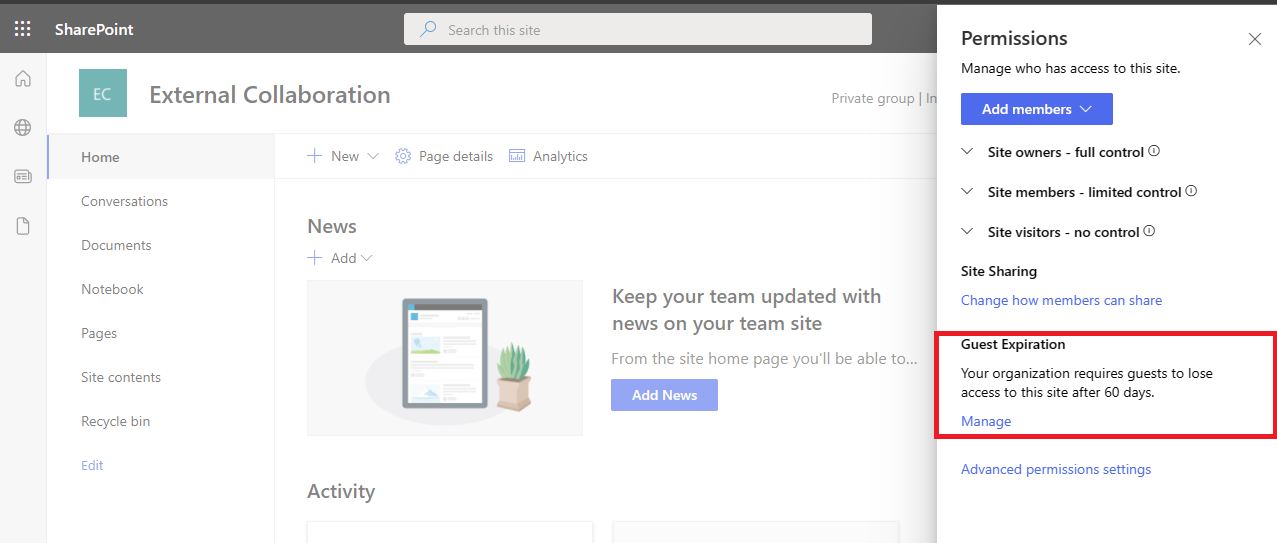 SharePoint
Search this site
EC
External Collaboration
Private group | In
Home
Conversations
Documents
Notebook
Pages
Site contents
Recycle bin
Edit
New
Page details
Analytics
News
Add
Keep your team updated with
news on your team site
From the site home page you'll be able to...
Add News
Activity
Permissions
Manage who has access to this site.
Add members
Site owners - full control
Site members - limited control
Site visitors - no control
Site Sharing
Change how members can share
Guest Expiration
Your organization requires guests to lose
access to this site after 60 days.
Manage
Advanced permissions settings